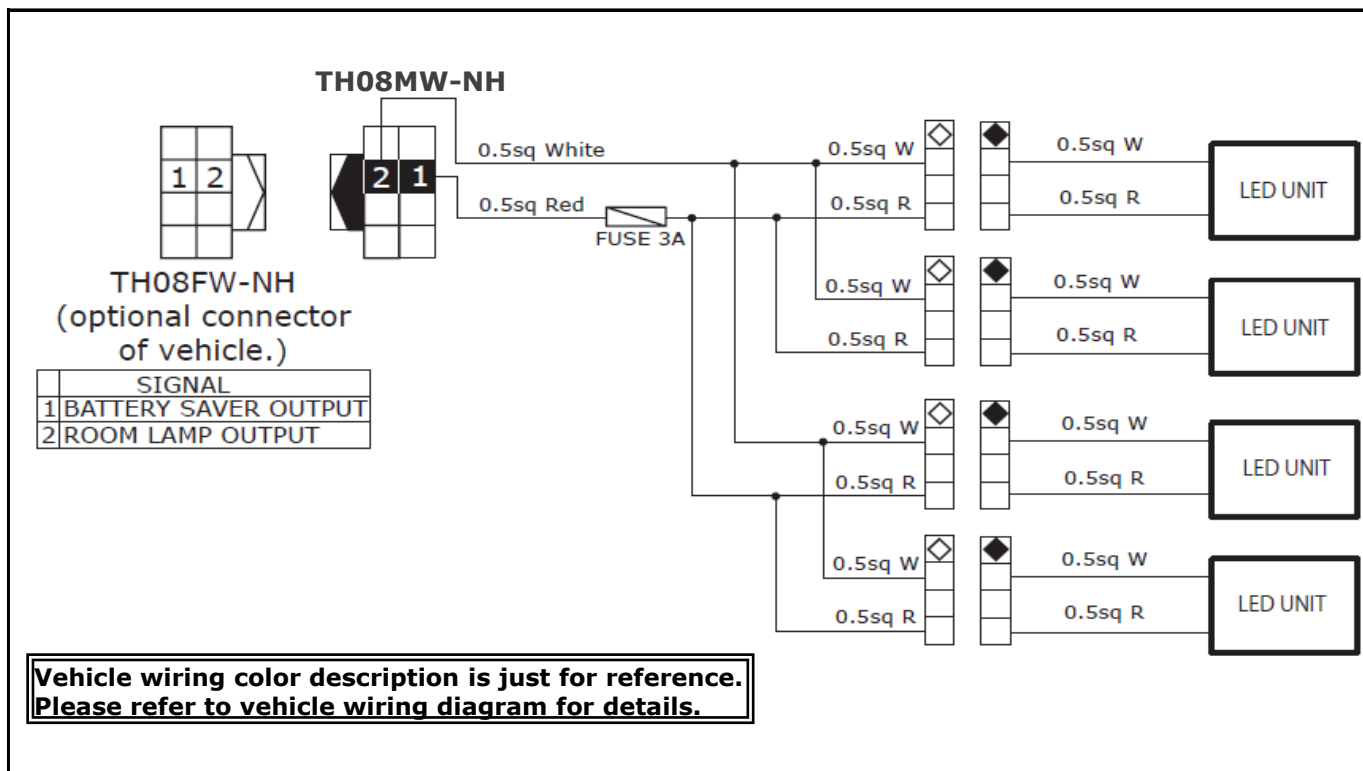 TH08MW-NH
1 2
2 1
0.5sq White
0.5sq Red
FUSE 3A
TH08FW-NH
(optional connector
of vehicle.)
SIGNAL
1 BATTERY SAVER OUTPUT
2 ROOM LAMP OUTPUT
0.5sq W
0.5sq R
0.5sq W
0.5sq R
LED UNIT
0.5sq W
0.5sq R
0.5sq W
0.5sq R
LED UNIT
0.5sq W
0.5sq R
0.5sq W
0.5sq R
LED UNIT
0.5sq W
0.5sq R
0.5sq W
0.5sq R
LED UNIT
Vehicle wiring color description is just for reference.
Please refer to vehicle wiring diagram for details.